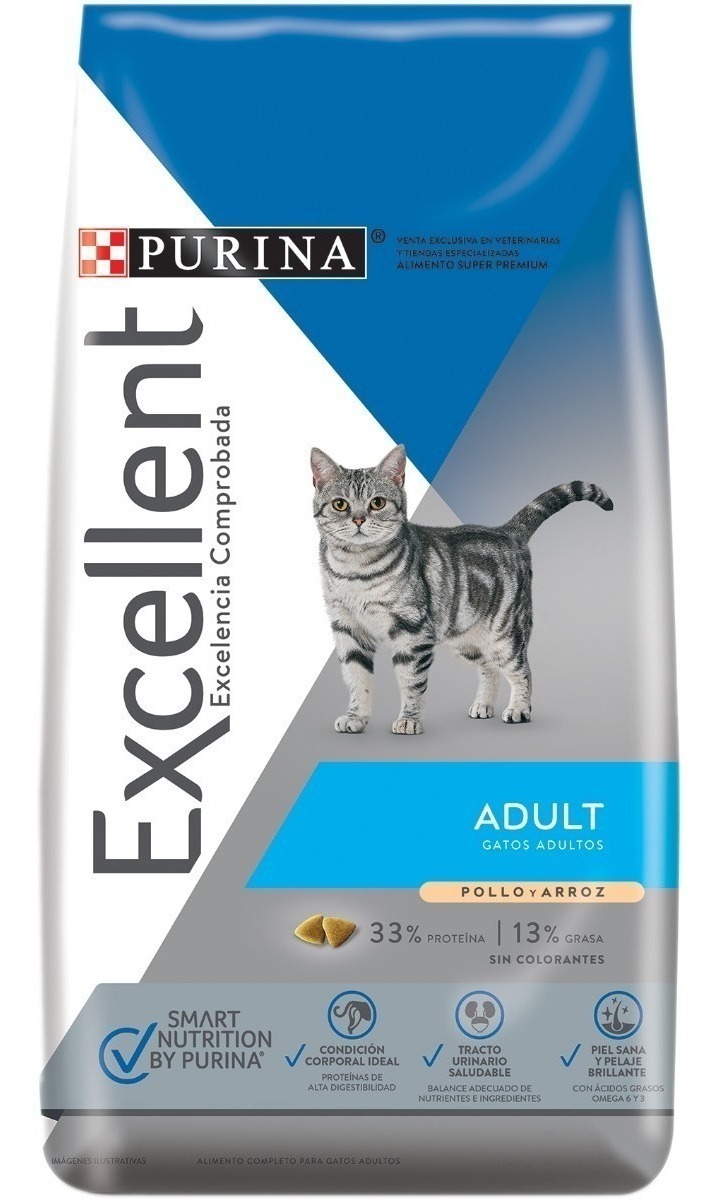 PURINA®
VENTA EXCLUSIVA EN VETERINARIAS
Y TIENDAS ESPECIALIZADAS
ALIMENTO SUPER PREMIUM
Excellent
Excelencia Comprobada
ADULT
GATOS ADULTOS
POLLO Y ARROZ
33% PROTEÍNA | 13% GRASA
SIN COLORANTES
SMART
NUTRITION
BY PURINA®
CONDICIÓN
CORPORAL IDEAL
PROTEÍNAS DE
ALTA DIGESTIBILIDAD
TRACTO
URINARIO
SALUDABLE
BALANCE ADECUADO DE
NUTRIENTES E INGREDIENTES
PIEL SANA
Y PELAJE
BRILLANTE
CON ÁCIDOS GRASOS
OMEGA 6 Y 3
IMÁGENES ILUSTRATIVAS
ALIMENTO COMPLETO PARA GATOS ADULTOS